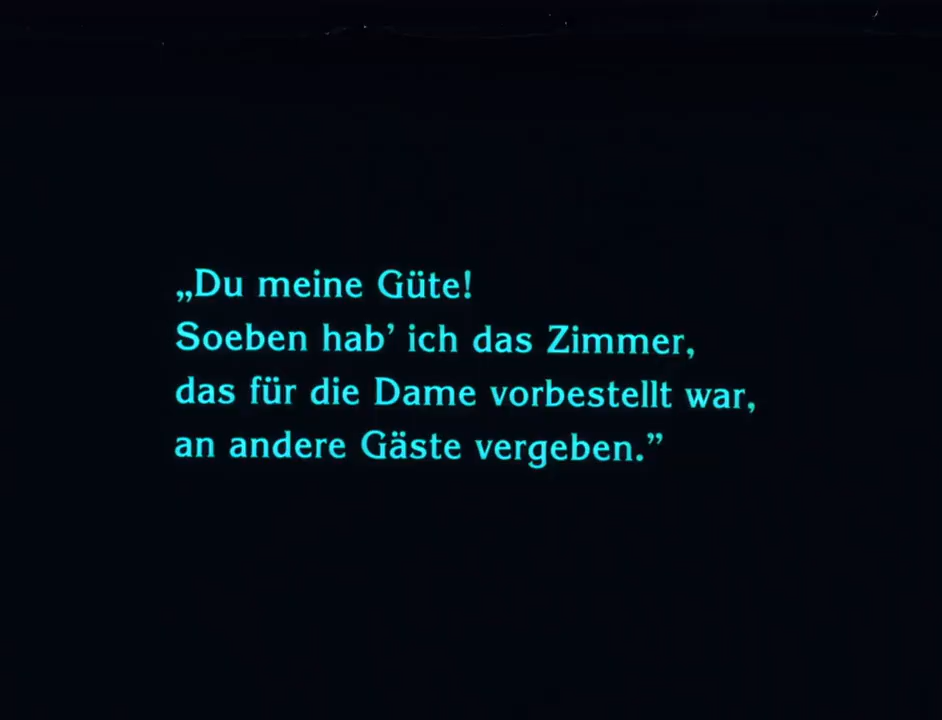 „Du meine Güte!
Soeben hab’ ich das Zimmer,
das für die Dame vorbestellt war,
an andere Gäste vergeben.”